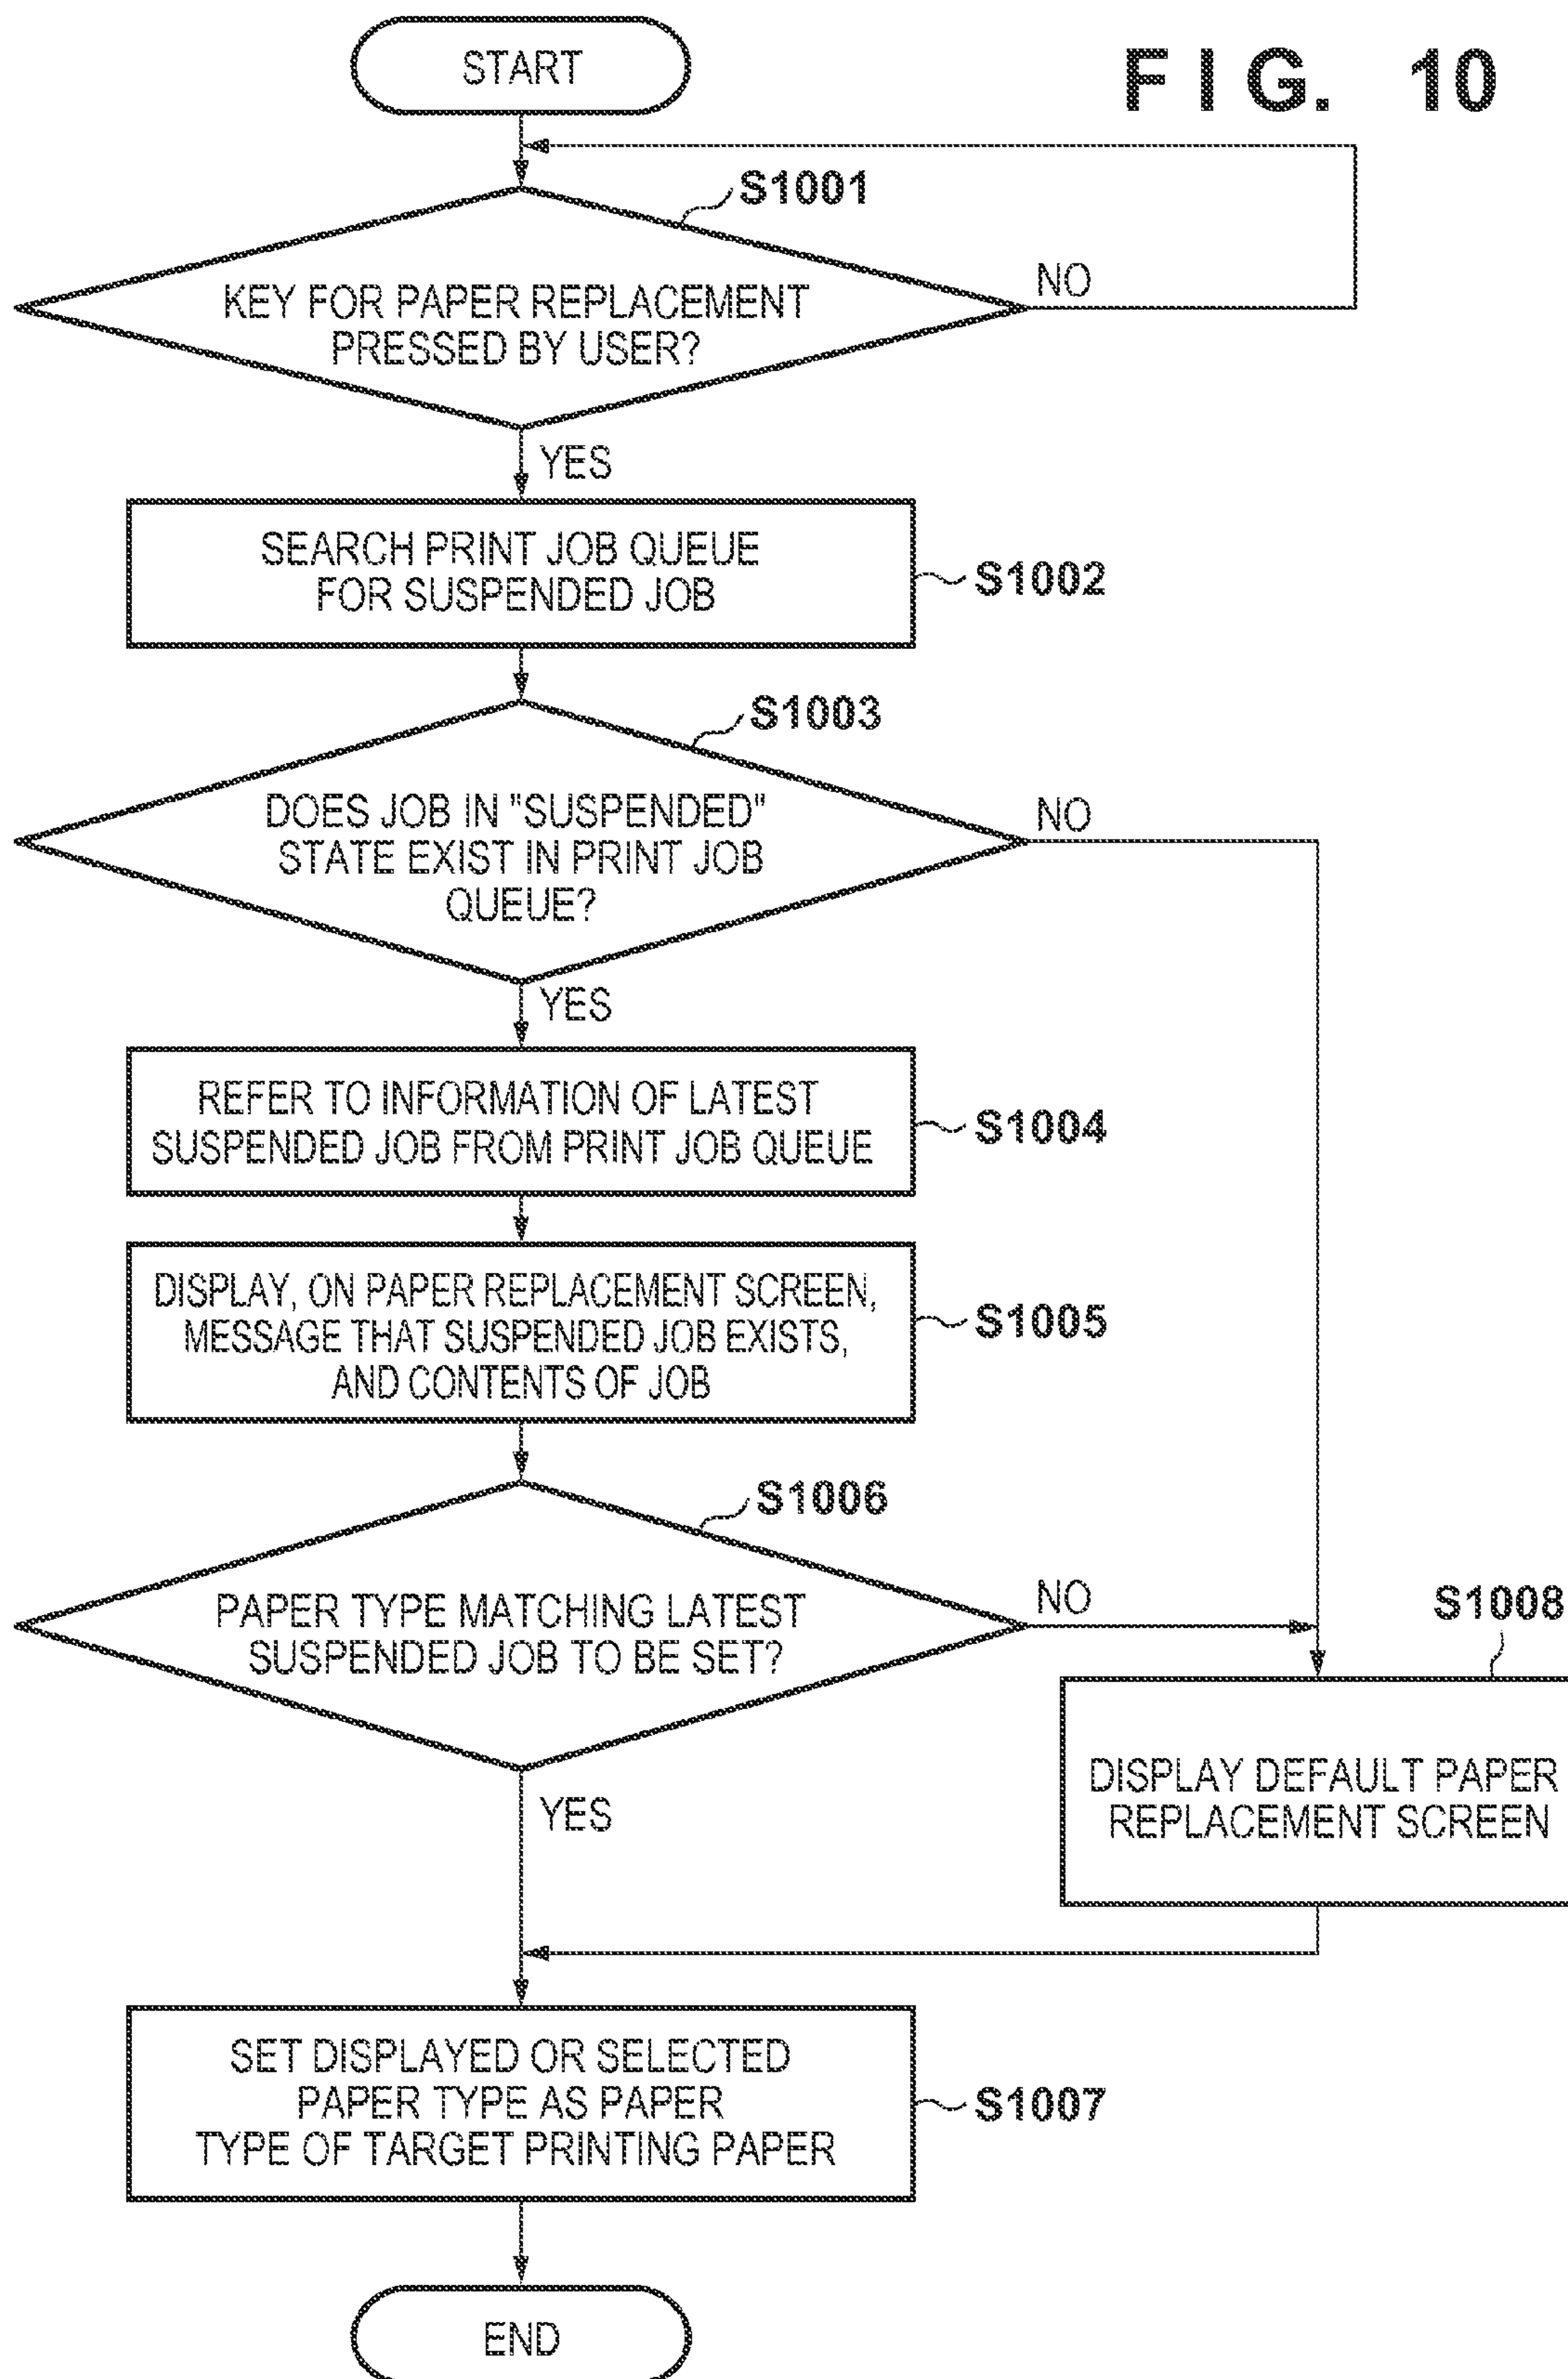 START
FIG. 10
S1001
KEY FOR PAPER REPLACEMENT
PRESSED BY USER?
NO
YES
SEARCH PRINT JOB QUEUE
FOR SUSPENDED JOB
S1002
S1003
DOES JOB IN "SUSPENDED"
STATE EXIST IN PRINT JOB
QUEUE?
NO
YES
REFER TO INFORMATION OF LATEST
SUSPENDED JOB FROM PRINT JOB QUEUE
S1004
DISPLAY, ON PAPER REPLACEMENT SCREEN,
MESSAGE THAT SUSPENDED JOB EXISTS,
AND CONTENTS OF JOB
S1005
S1006
PAPER TYPE MATCHING LATEST
SUSPENDED JOB TO BE SET?
NO
YES
S1008
DISPLAY DEFAULT PAPER
REPLACEMENT SCREEN
SET DISPLAYED OR SELECTED
PAPER TYPE AS PAPER
TYPE OF TARGET PRINTING PAPER
S1007
END